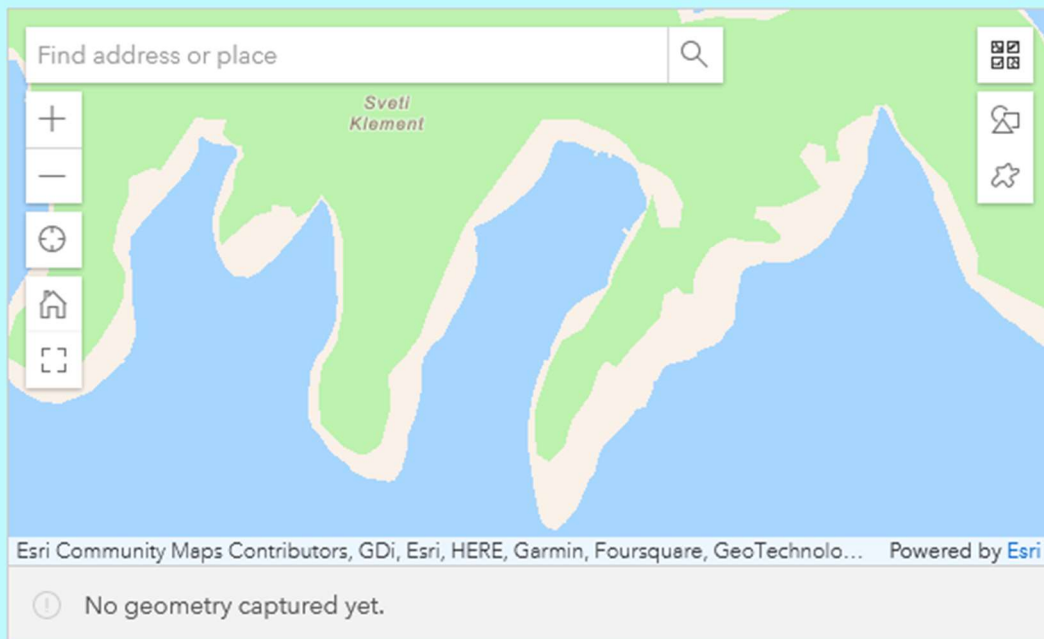 Find address or place
Sveti
Klement
Esri Community Maps Contributors, GDi, Esri, HERE, Garmin, Foursquare, GeoTechnolo... Powered by Esri
No geometry captured yet.